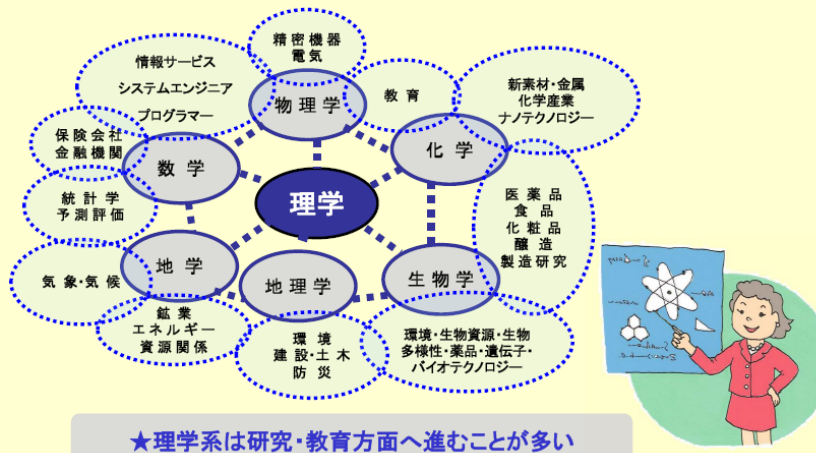 精密機器
電気
情報サービス
システムエンジニア
プログラマー
物理学
教育
新素材・金属
化学産業
ナノテクノロジー
保険会社
金融機関
数学
化学
理学
統計学
予測評価
医薬品
食品
化粧品
醸造
製造研究
気象・気候
地学
地理学
生物学
鉱業
エネルギー
資源関係
環境
建設・土木
防災
環境・生物資源・生物
多様性・薬品・遺伝子・
バイオテクノロジー
★理学系は研究・教育方面へ進むことが多い